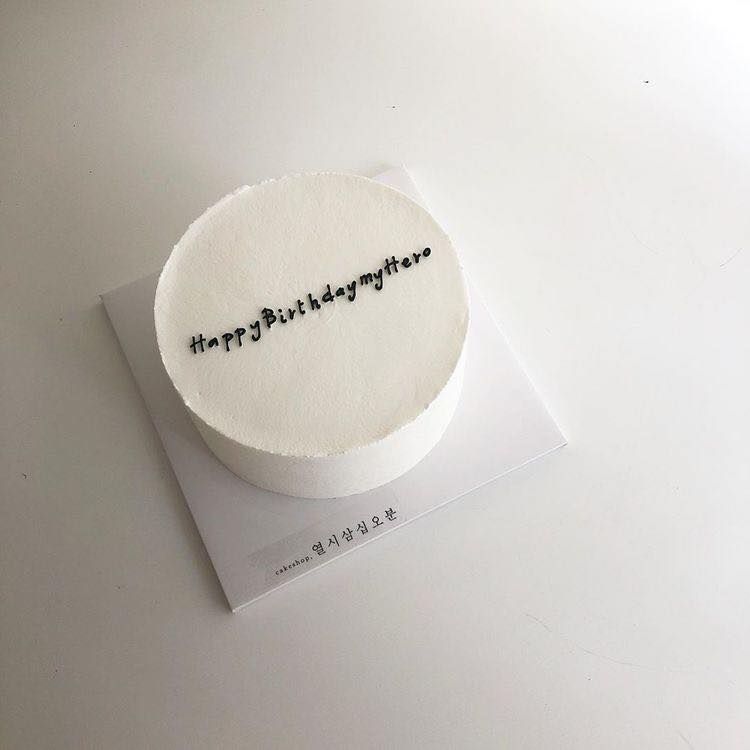 HappyBirthdaymyHero
cakeshop. 열시삼십오분